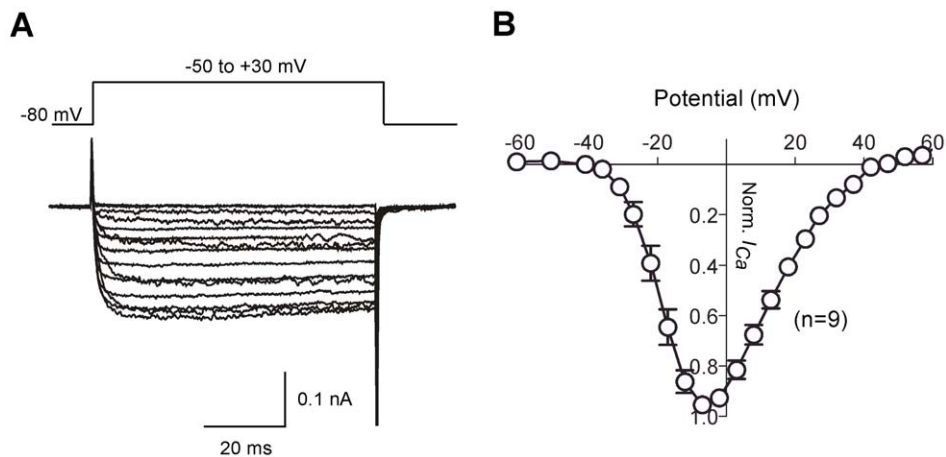 A
-50 to +30 mV
-80 mV
0.1 nA
20 ms
B
Potential (mV)
-60 -40 -20 20 40 60
0.2
0.4
0.6
0.8
1.0
Norm. ICa
(n=9)